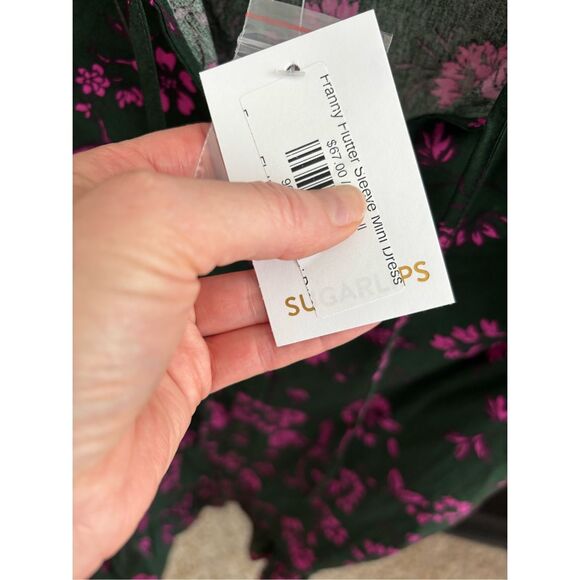 Franny Flutter Sleeve Mini Dress
$67.00 /
SUGARLIPS